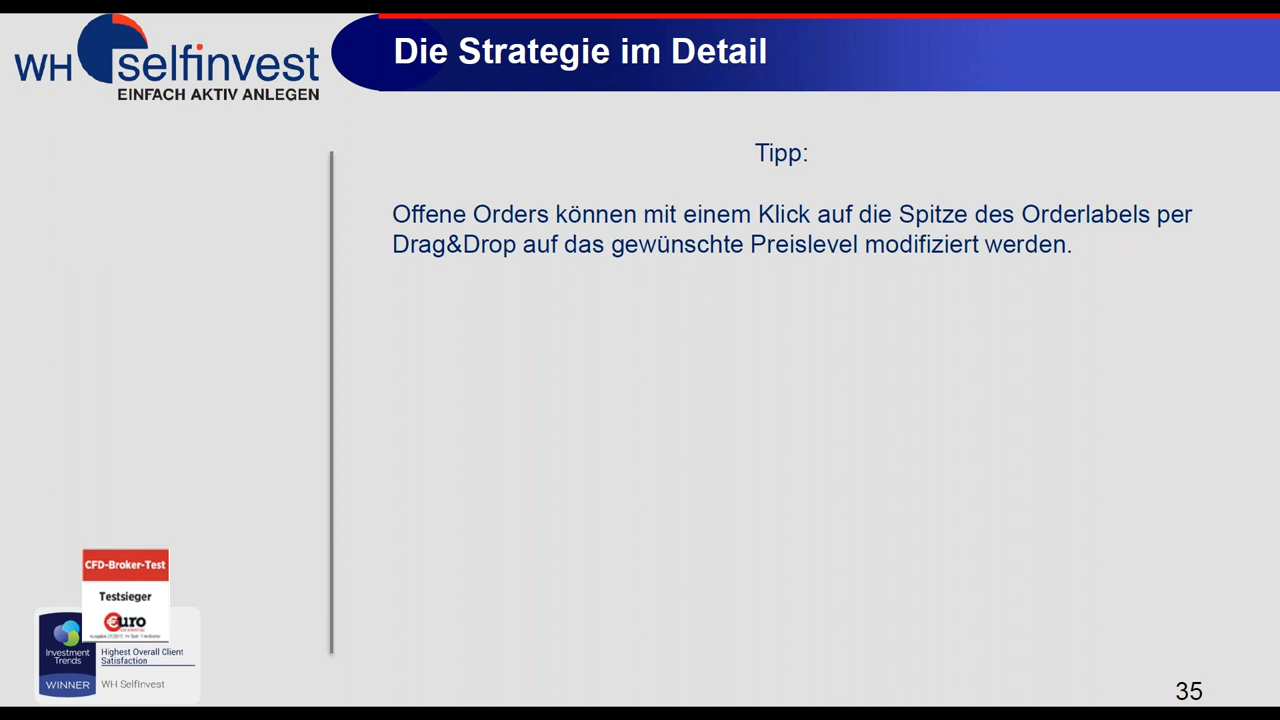 WH selfinvest
EINFACH AKTIV ANLEGEN
Die Strategie im Detail
Tipp:
Offene Orders können mit einem Klick auf die Spitze des Orderlabels per
Drag&Drop auf das gewünschte Preislevel modifiziert werden.
CFD-Broker-Test
Testsieger
€uro
Investment
Trends
WINNER
Highest Overall Client
Satisfaction
WH SelfInvest
35